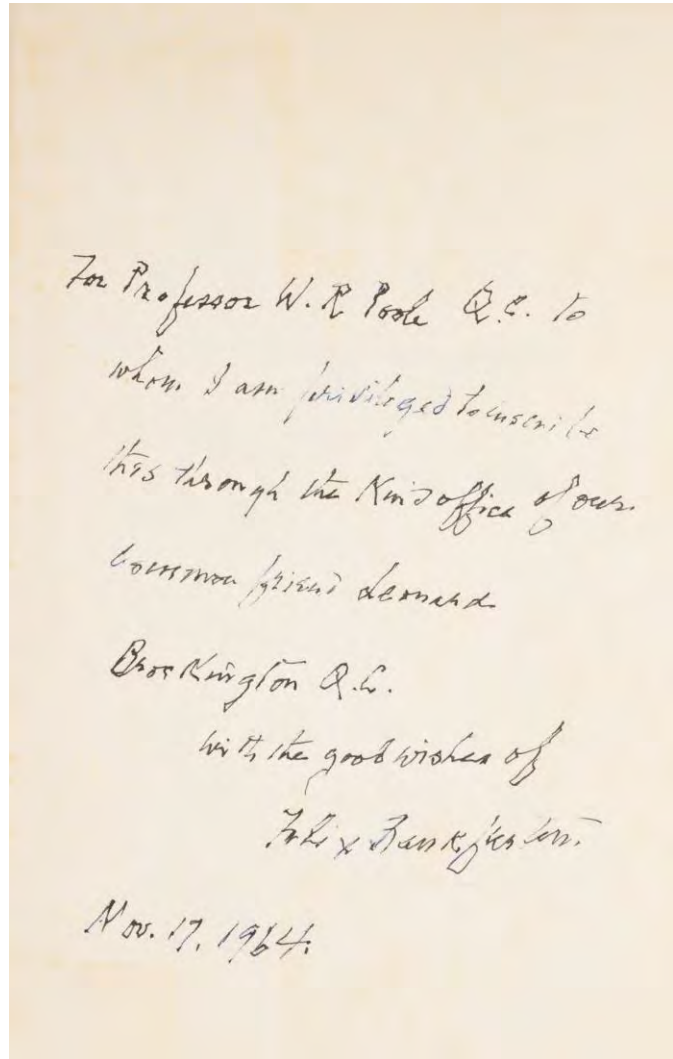 For Professor W. R Poole Q.C. to
whom I am privileged to inscribe
this through the Kind office of our
common friend Leonard
Brockington Q.C.
with the good wishes of
Felix Frankfurter.
Nov. 17, 1964.